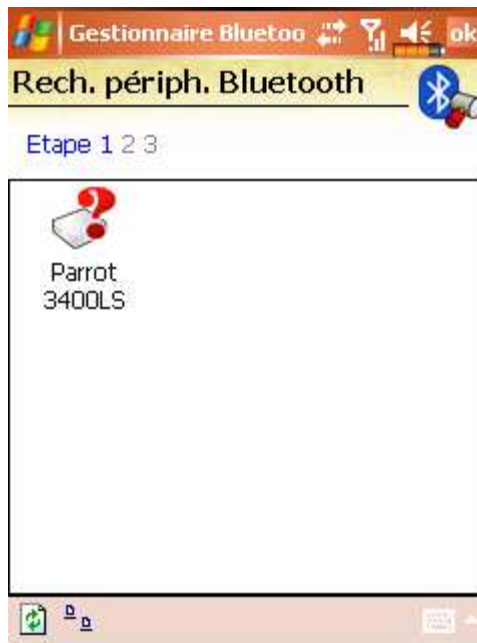 Gestionnaire Bluetoo
ok
Rech. périph. Bluetooth
Etape 1 2 3
Parrot
3400LS